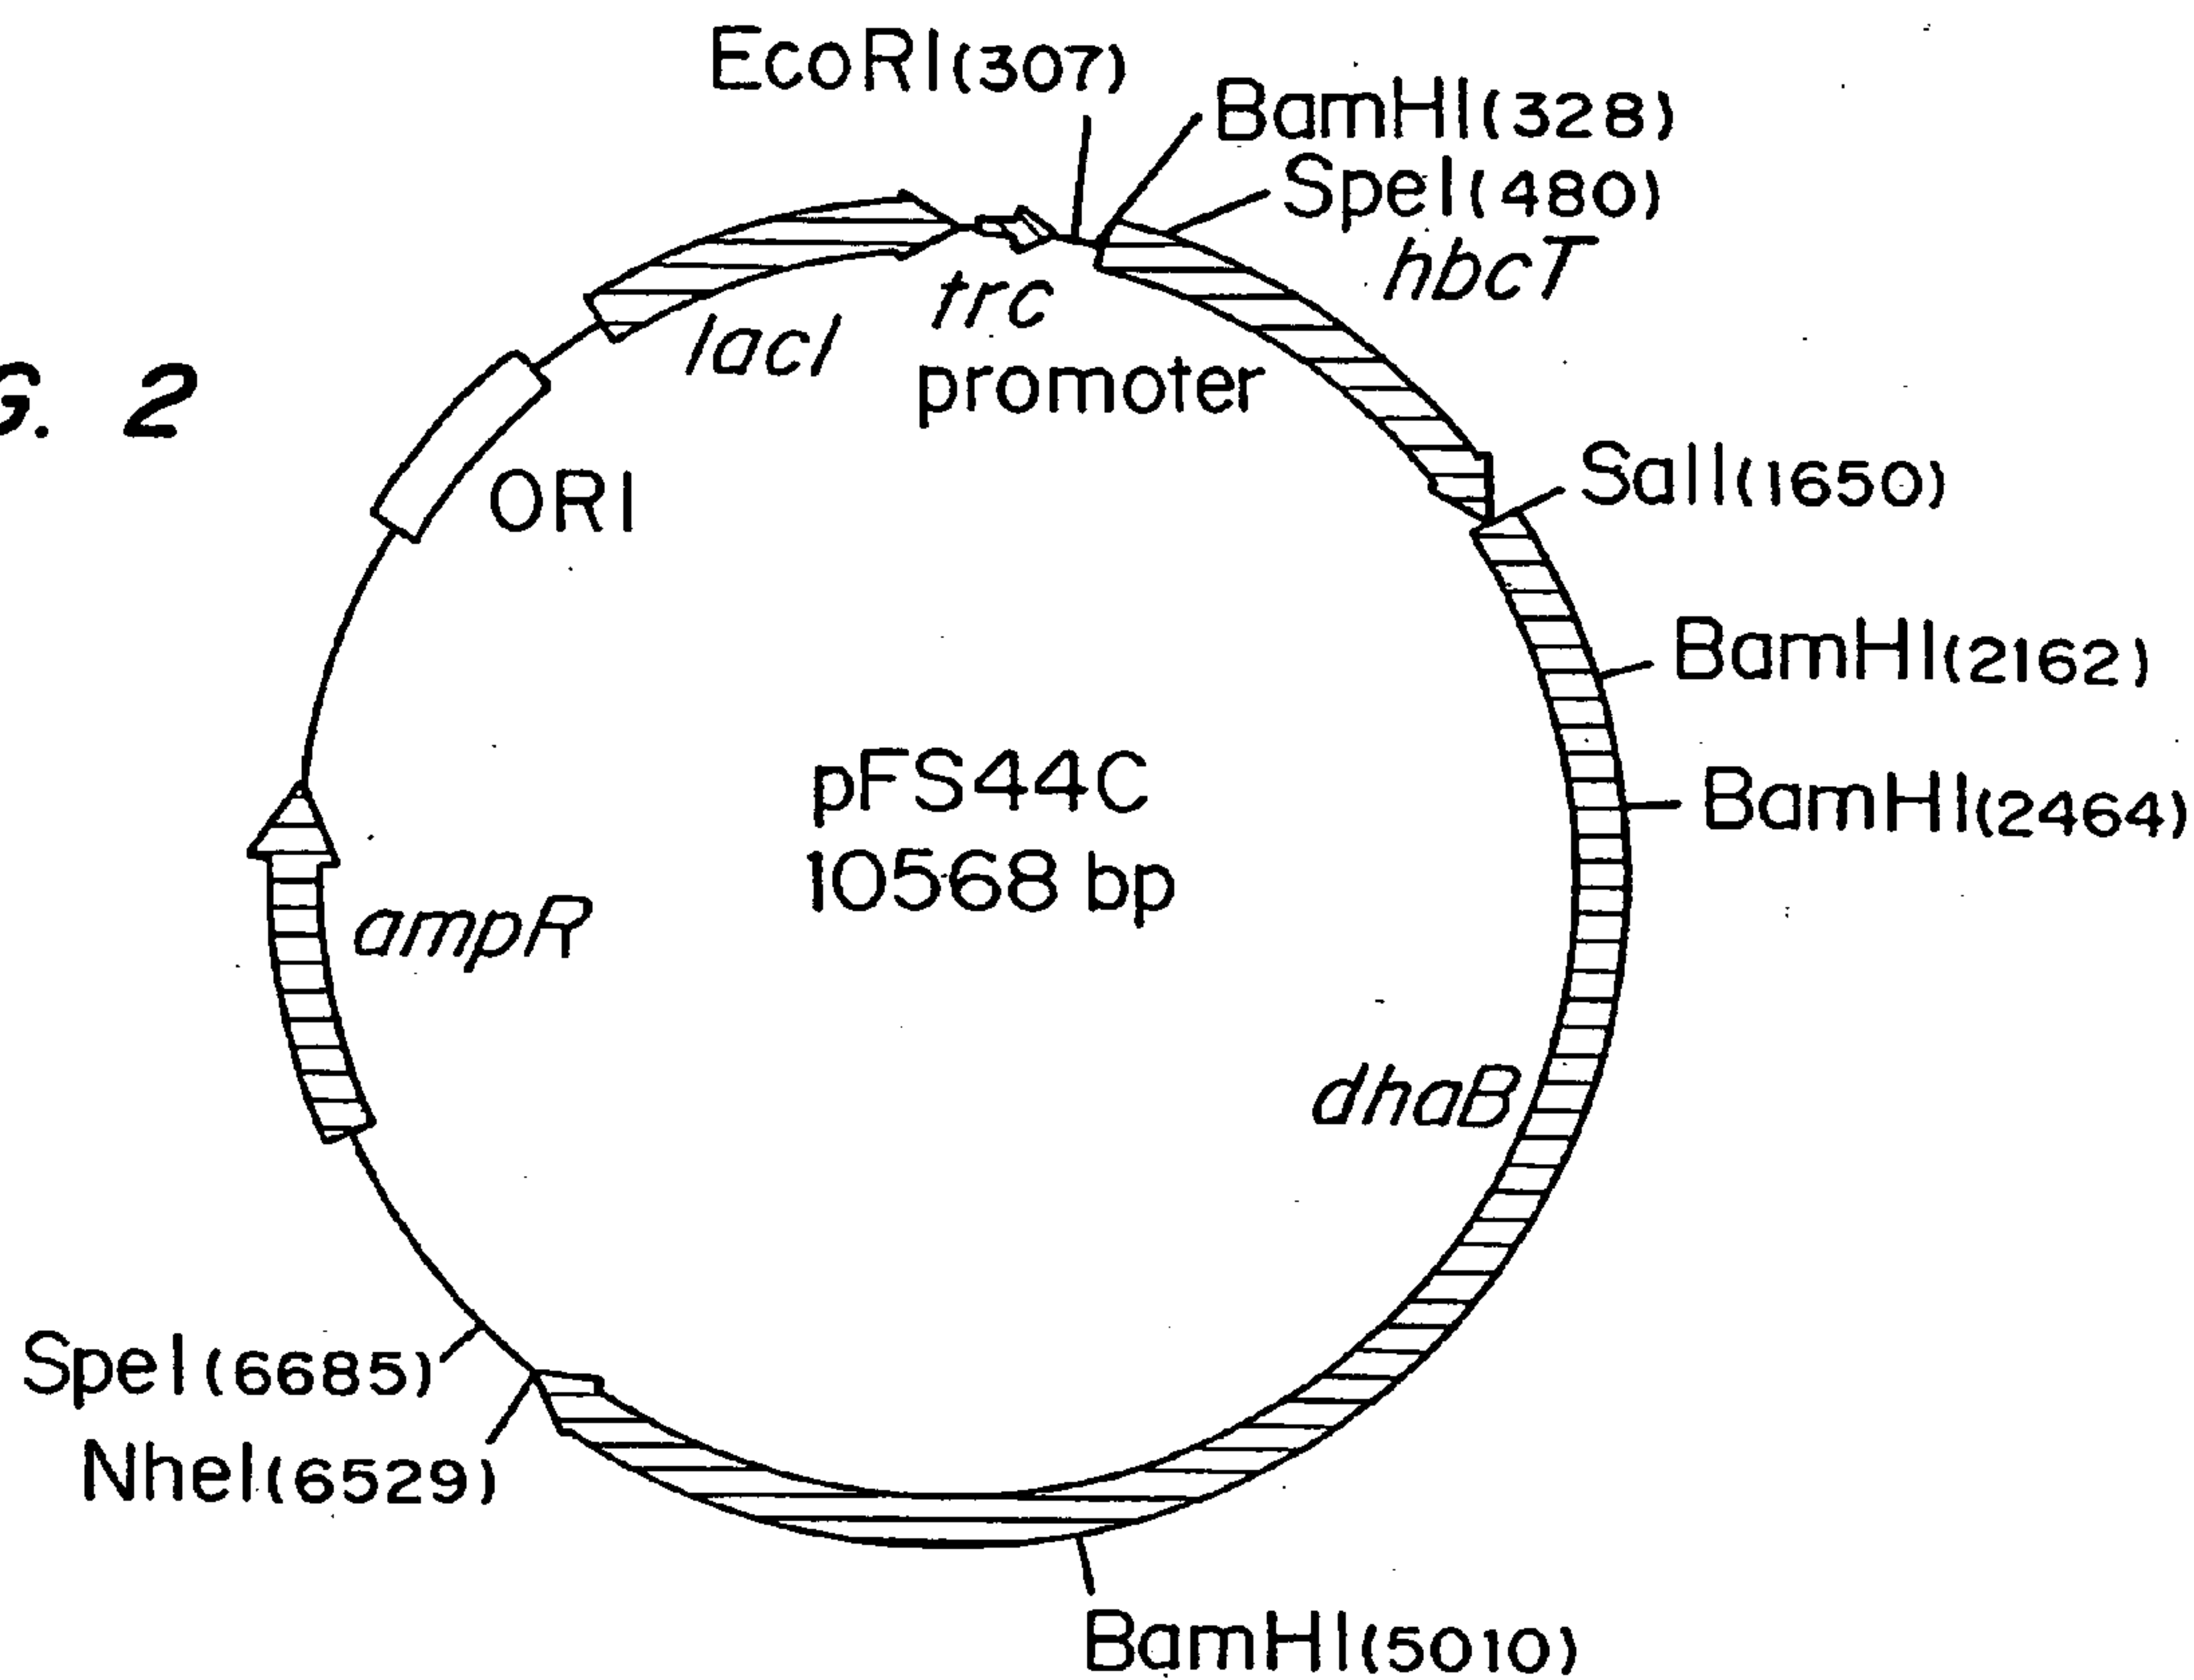 EcoRI(307)
BamHI(328)
SpeI(480)
hbcT
trc
promoter
lacI
G. 2
ORI
SalI(1650)
BamHI(2162)
BamHI(2464)
pFS44C
10568 bp
ampR
dhaB
SpeI(6685)
NheI(6529)
BamHI(5010)